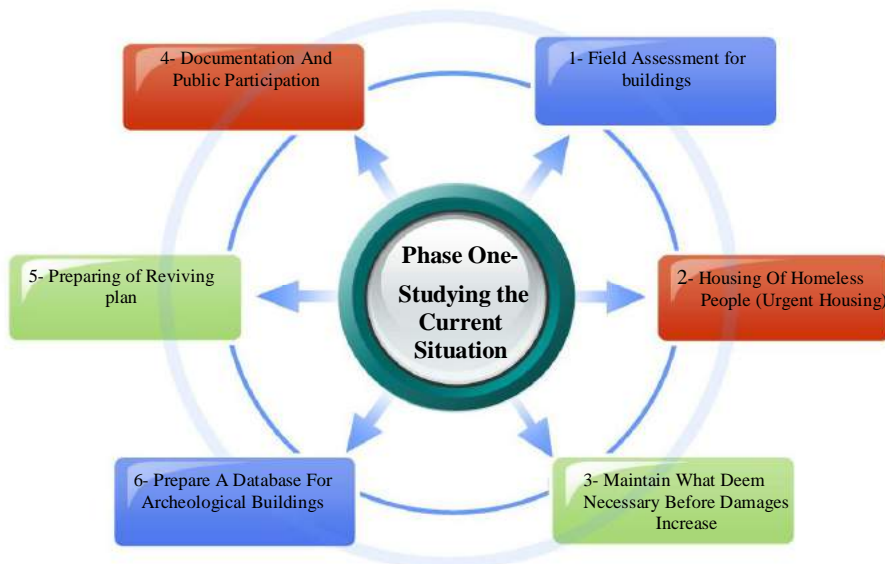 4- Documentation And
Public Participation
1- Field Assessment for
buildings
Phase One-
Studying the
Current
Situation
5- Preparing of Reviving
plan
2- Housing Of Homeless
People (Urgent Housing)
6- Prepare A Database For
Archeological Buildings
3- Maintain What Deem
Necessary Before Damages
Increase